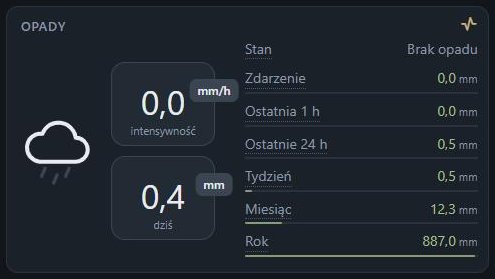 OPADY
0,0 mm/h
intensywność
0,4 mm
dziś
Stan Brak opadu
Zdarzenie 0,0 mm
Ostatnia 1 h 0,0 mm
Ostatnie 24 h 0,5 mm
Tydzień 0,5 mm
Miesiąc 12,3 mm
Rok 887,0 mm